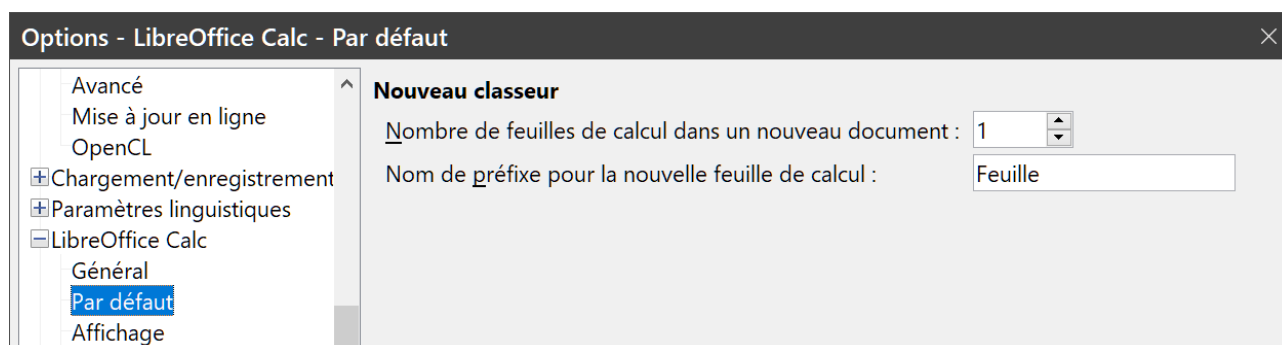 Options - LibreOffice Calc - Par défaut
Avancé
Mise à jour en ligne
OpenCL
Chargement/enregistrement
Paramètres linguistiques
LibreOffice Calc
Général
Par défaut
Affichage
Nouveau classeur
Nombre de feuilles de calcul dans un nouveau document : 1
Nom de préfixe pour la nouvelle feuille de calcul : Feuille